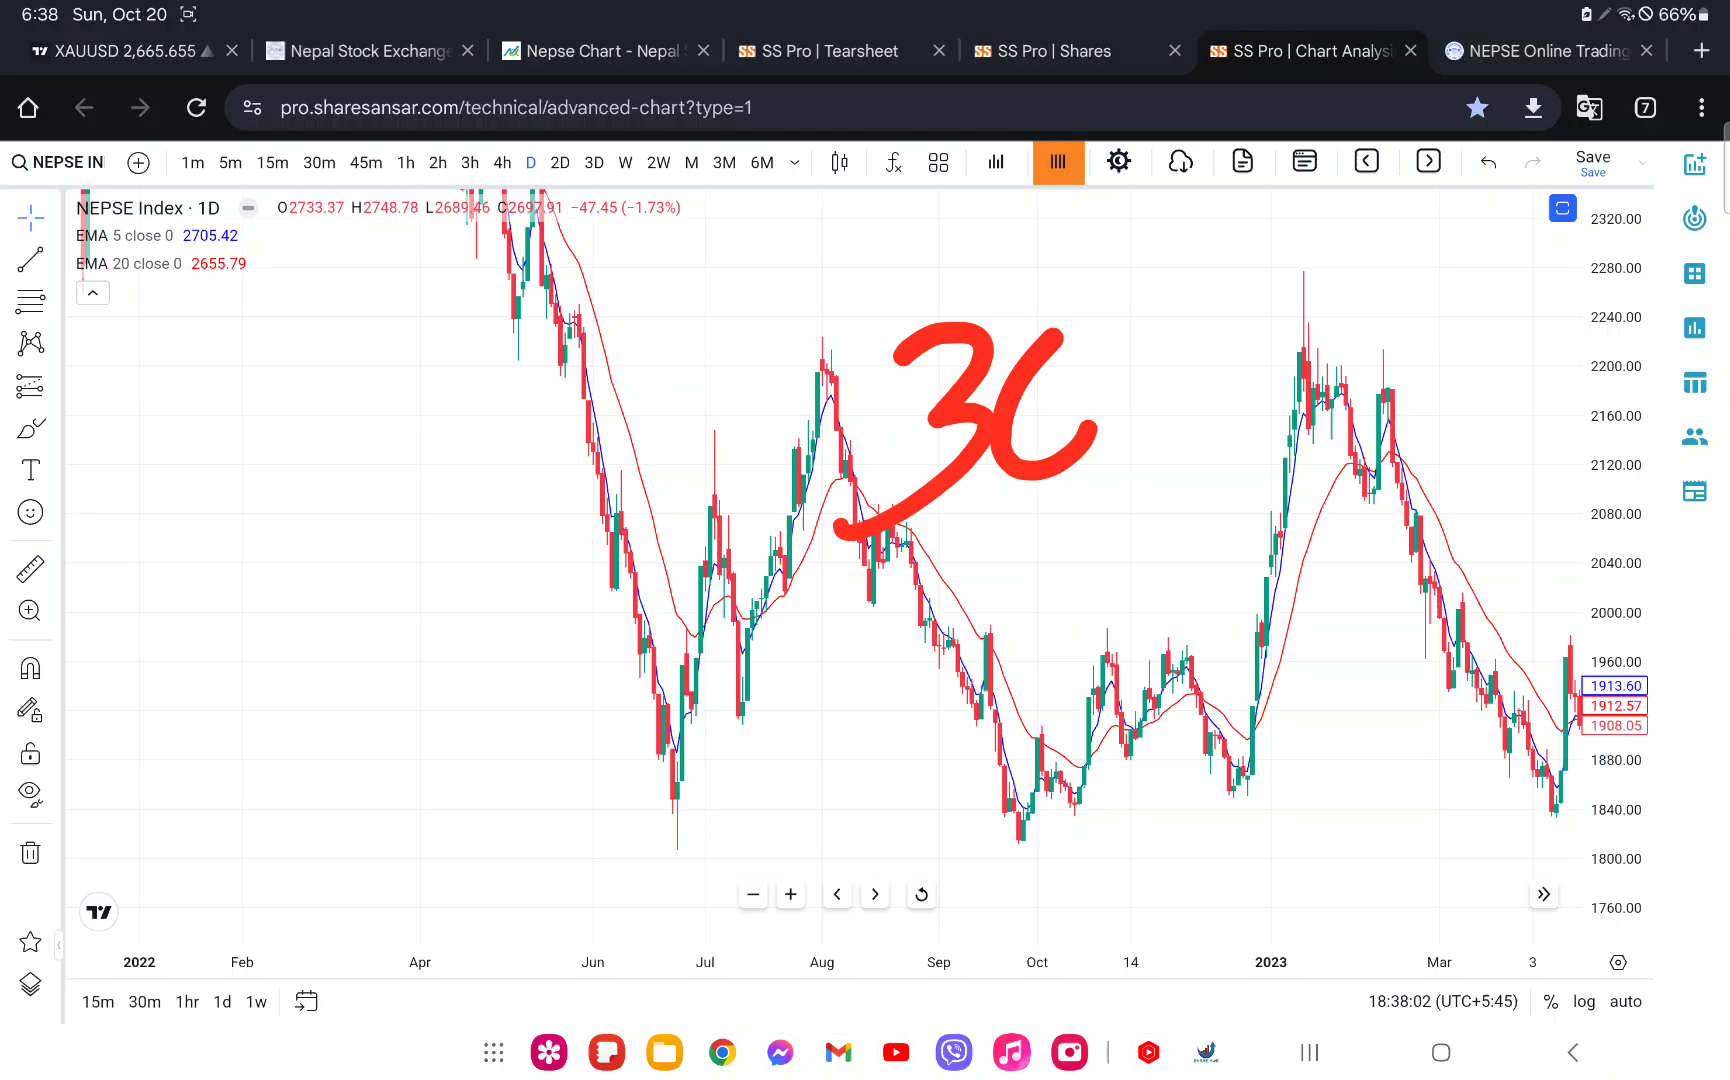 6:38 Sun, Oct 20 66%
XAUUSD 2,665.655 Nepal Stock Exchange Nepse Chart - Nepal S SS Pro | Tearsheet SS Pro | Shares SS Pro | Chart Analysi NEPSE Online Trading
pro.sharesansar.com/technical/advanced-chart?type=1 7
NEPSE IN 1m 5m 15m 30m 45m 1h 2h 3h 4h D 2D 3D W 2W M 3M 6M Save
Save
NEPSE Index · 1D O2733.37 H2748.78 L2689.46 C2697.91 −47.45 (−1.73%)
EMA 5 close 0 2705.42
EMA 20 close 0 2655.79
2320.00
2280.00
2240.00
2200.00
2160.00
2120.00
2080.00
2040.00
2000.00
1960.00
1913.60
1912.57
1908.05
1880.00
1840.00
1800.00
1760.00
2022 Feb Apr Jun Jul Aug Sep Oct 14 2023 Mar 3
15m 30m 1hr 1d 1w 18:38:02 (UTC+5:45) % log auto